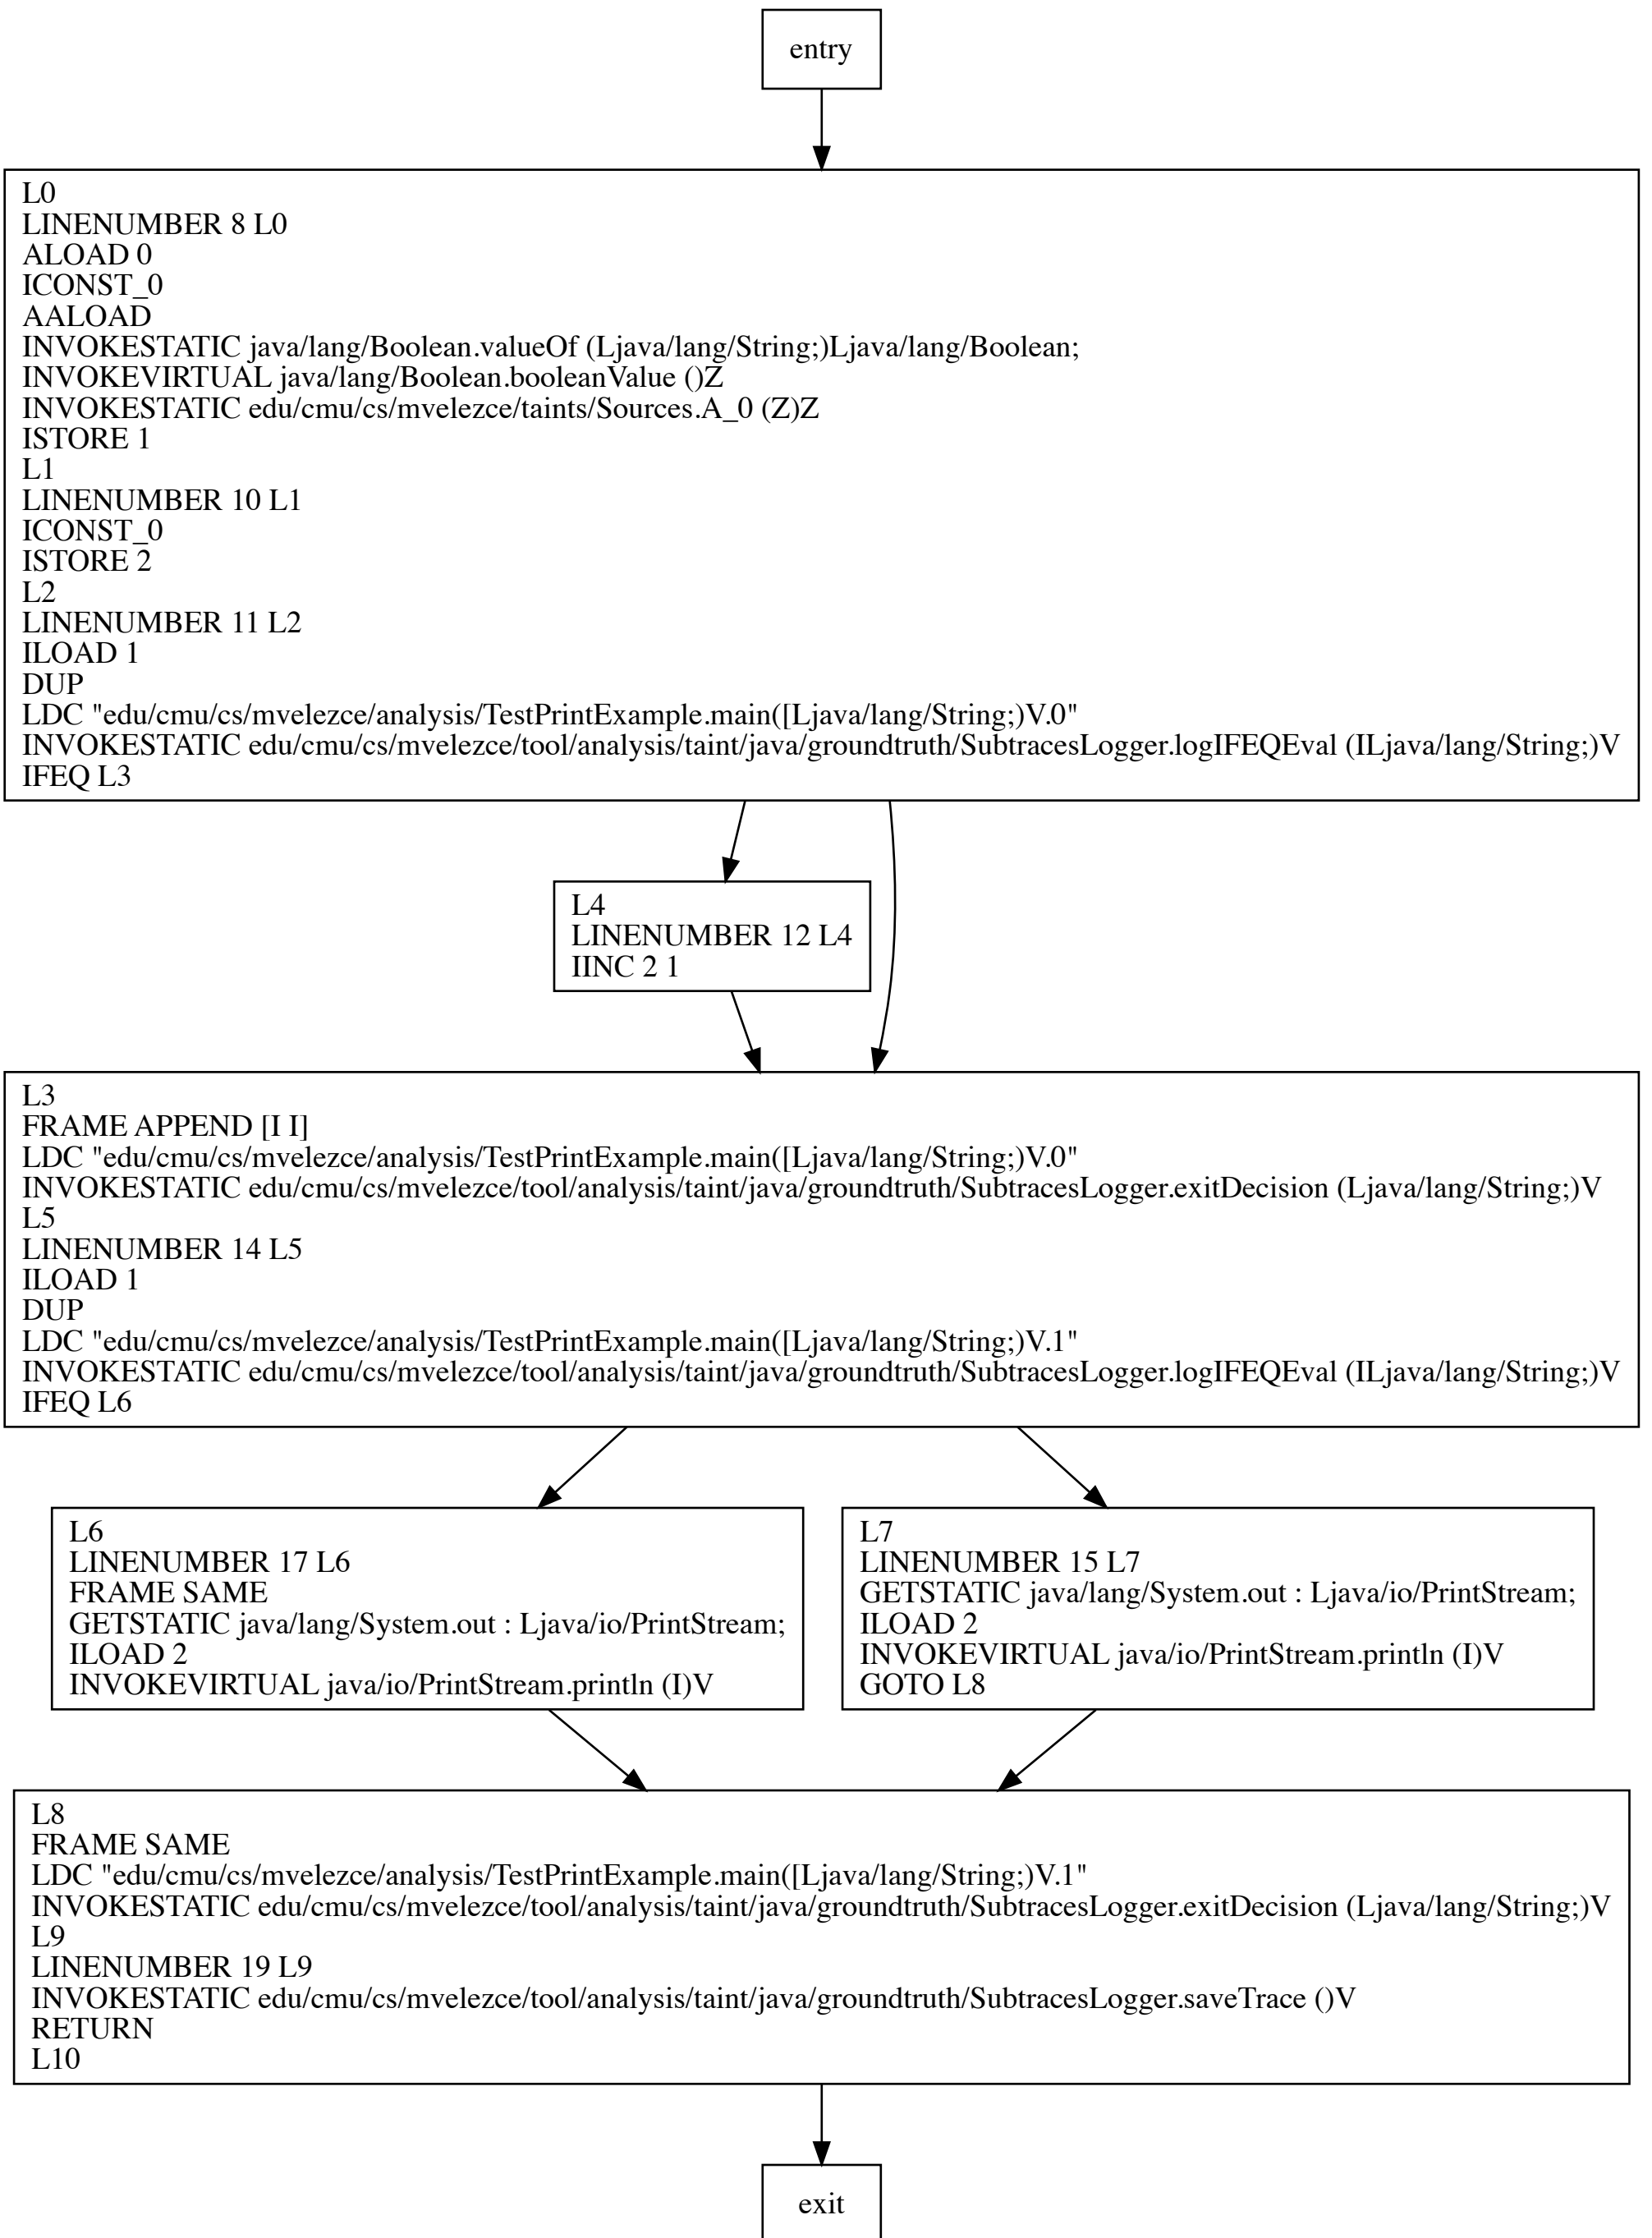 entry
L0
LINENUMBER 8 L0
ALOAD 0
ICONST_0
AALOAD
INVOKESTATIC java/lang/Boolean.valueOf (Ljava/lang/String;)Ljava/lang/Boolean;
INVOKEVIRTUAL java/lang/Boolean.booleanValue ()Z
INVOKESTATIC edu/cmu/cs/mvelezce/taints/Sources.A_0 (Z)Z
ISTORE 1
L1
LINENUMBER 10 L1
ICONST_0
ISTORE 2
L2
LINENUMBER 11 L2
ILOAD 1
DUP
LDC "edu/cmu/cs/mvelezce/analysis/TestPrintExample.main([Ljava/lang/String;)V.0"
INVOKESTATIC edu/cmu/cs/mvelezce/tool/analysis/taint/java/groundtruth/SubtracesLogger.logIFEQEval (ILjava/lang/String;)V
IFEQ L3
L4
LINENUMBER 12 L4
IINC 2 1
L3
FRAME APPEND [I I]
LDC "edu/cmu/cs/mvelezce/analysis/TestPrintExample.main([Ljava/lang/String;)V.0"
INVOKESTATIC edu/cmu/cs/mvelezce/tool/analysis/taint/java/groundtruth/SubtracesLogger.exitDecision (Ljava/lang/String;)V
L5
LINENUMBER 14 L5
ILOAD 1
DUP
LDC "edu/cmu/cs/mvelezce/analysis/TestPrintExample.main([Ljava/lang/String;)V.1"
INVOKESTATIC edu/cmu/cs/mvelezce/tool/analysis/taint/java/groundtruth/SubtracesLogger.logIFEQEval (ILjava/lang/String;)V
IFEQ L6
L6
LINENUMBER 17 L6
FRAME SAME
GETSTATIC java/lang/System.out : Ljava/io/PrintStream;
ILOAD 2
INVOKEVIRTUAL java/io/PrintStream.println (I)V
L7
LINENUMBER 15 L7
GETSTATIC java/lang/System.out : Ljava/io/PrintStream;
ILOAD 2
INVOKEVIRTUAL java/io/PrintStream.println (I)V
GOTO L8
L8
FRAME SAME
LDC "edu/cmu/cs/mvelezce/analysis/TestPrintExample.main([Ljava/lang/String;)V.1"
INVOKESTATIC edu/cmu/cs/mvelezce/tool/analysis/taint/java/groundtruth/SubtracesLogger.exitDecision (Ljava/lang/String;)V
L9
LINENUMBER 19 L9
INVOKESTATIC edu/cmu/cs/mvelezce/tool/analysis/taint/java/groundtruth/SubtracesLogger.saveTrace ()V
RETURN
L10
exit